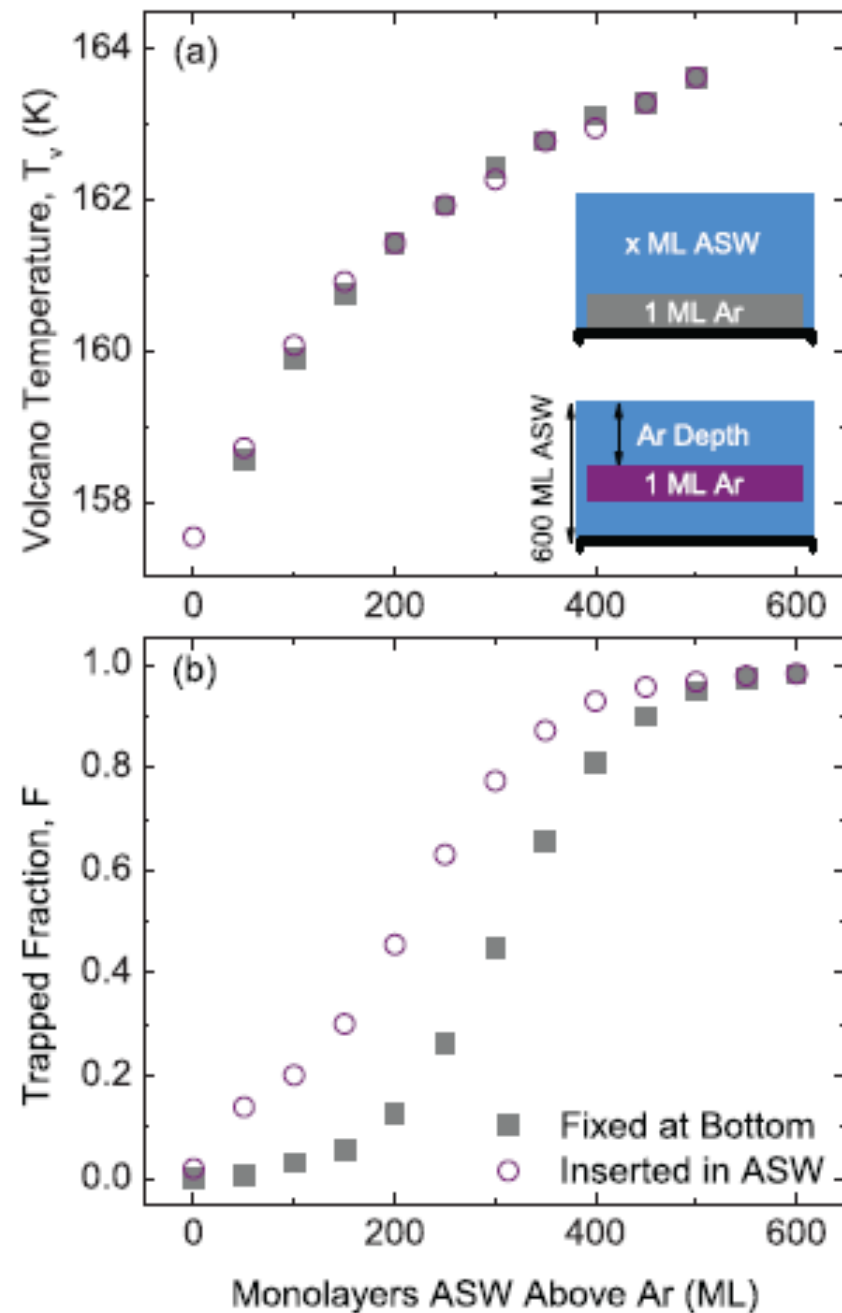 (a)
Volcano Temperature, Tv (K)
164
162
160
158
x ML ASW
1 ML Ar
600 ML ASW
Ar Depth
1 ML Ar
0
200
400
600
(b)
Trapped Fraction, F
1.0
0.8
0.6
0.4
0.2
0.0
Fixed at Bottom
Inserted in ASW
0
200
400
600
Monolayers ASW Above Ar (ML)